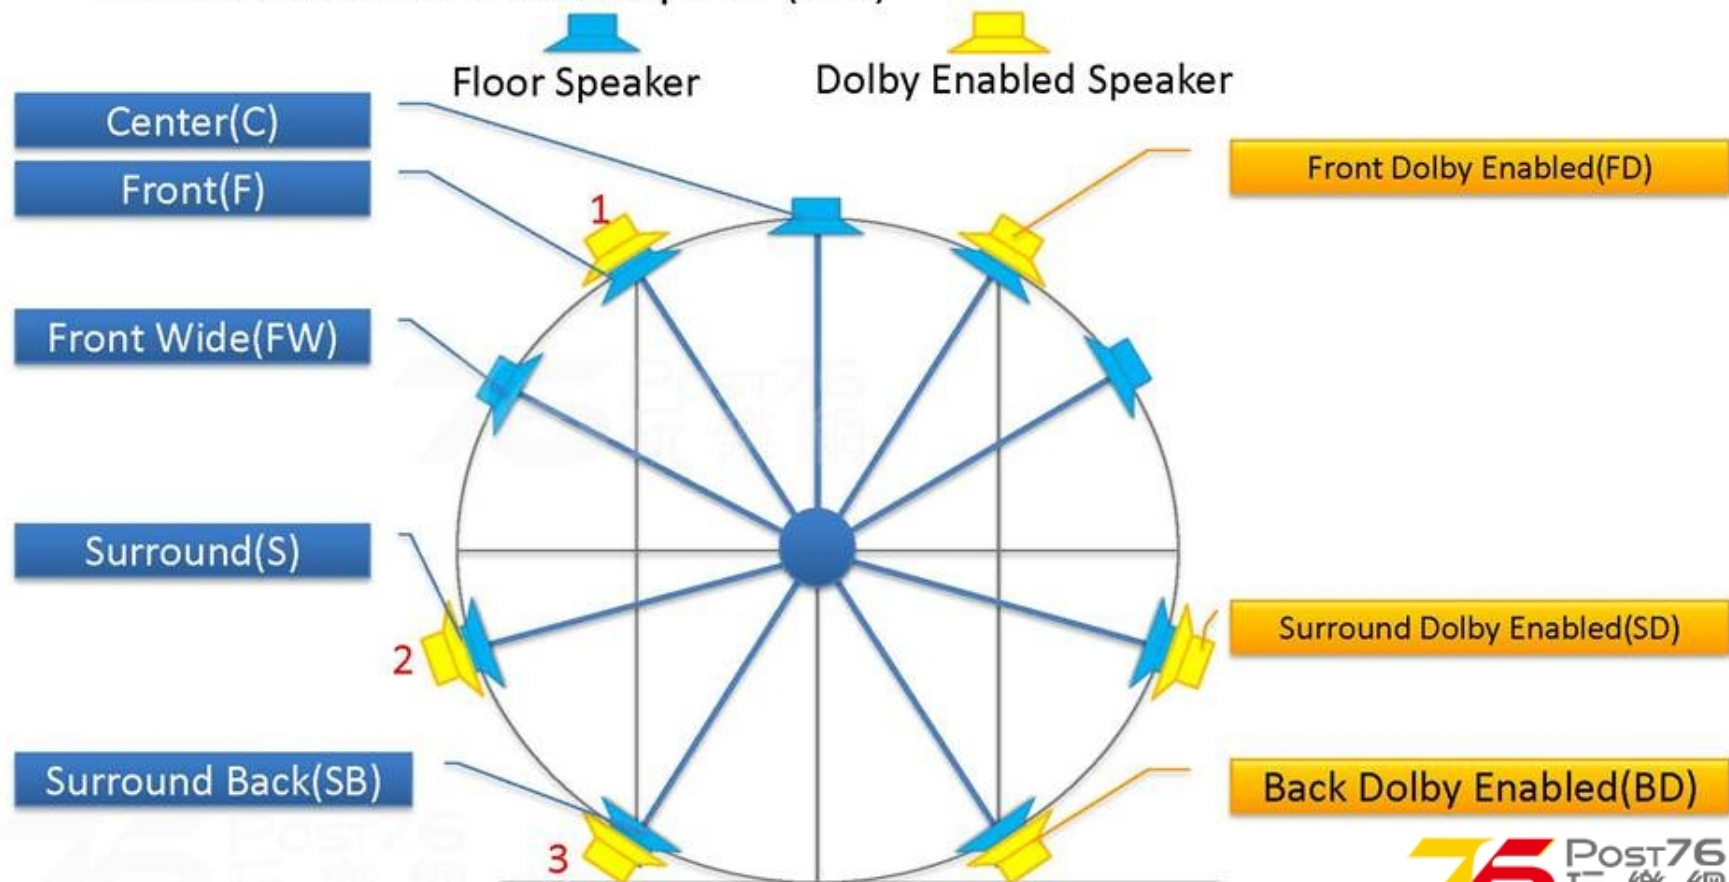 Floor Speaker
Dolby Enabled Speaker
Center(C)
Front(F)
Front Dolby Enabled(FD)
1
Front Wide(FW)
Surround(S)
2
Surround Dolby Enabled(SD)
Surround Back(SB)
Back Dolby Enabled(BD)
3
POST76